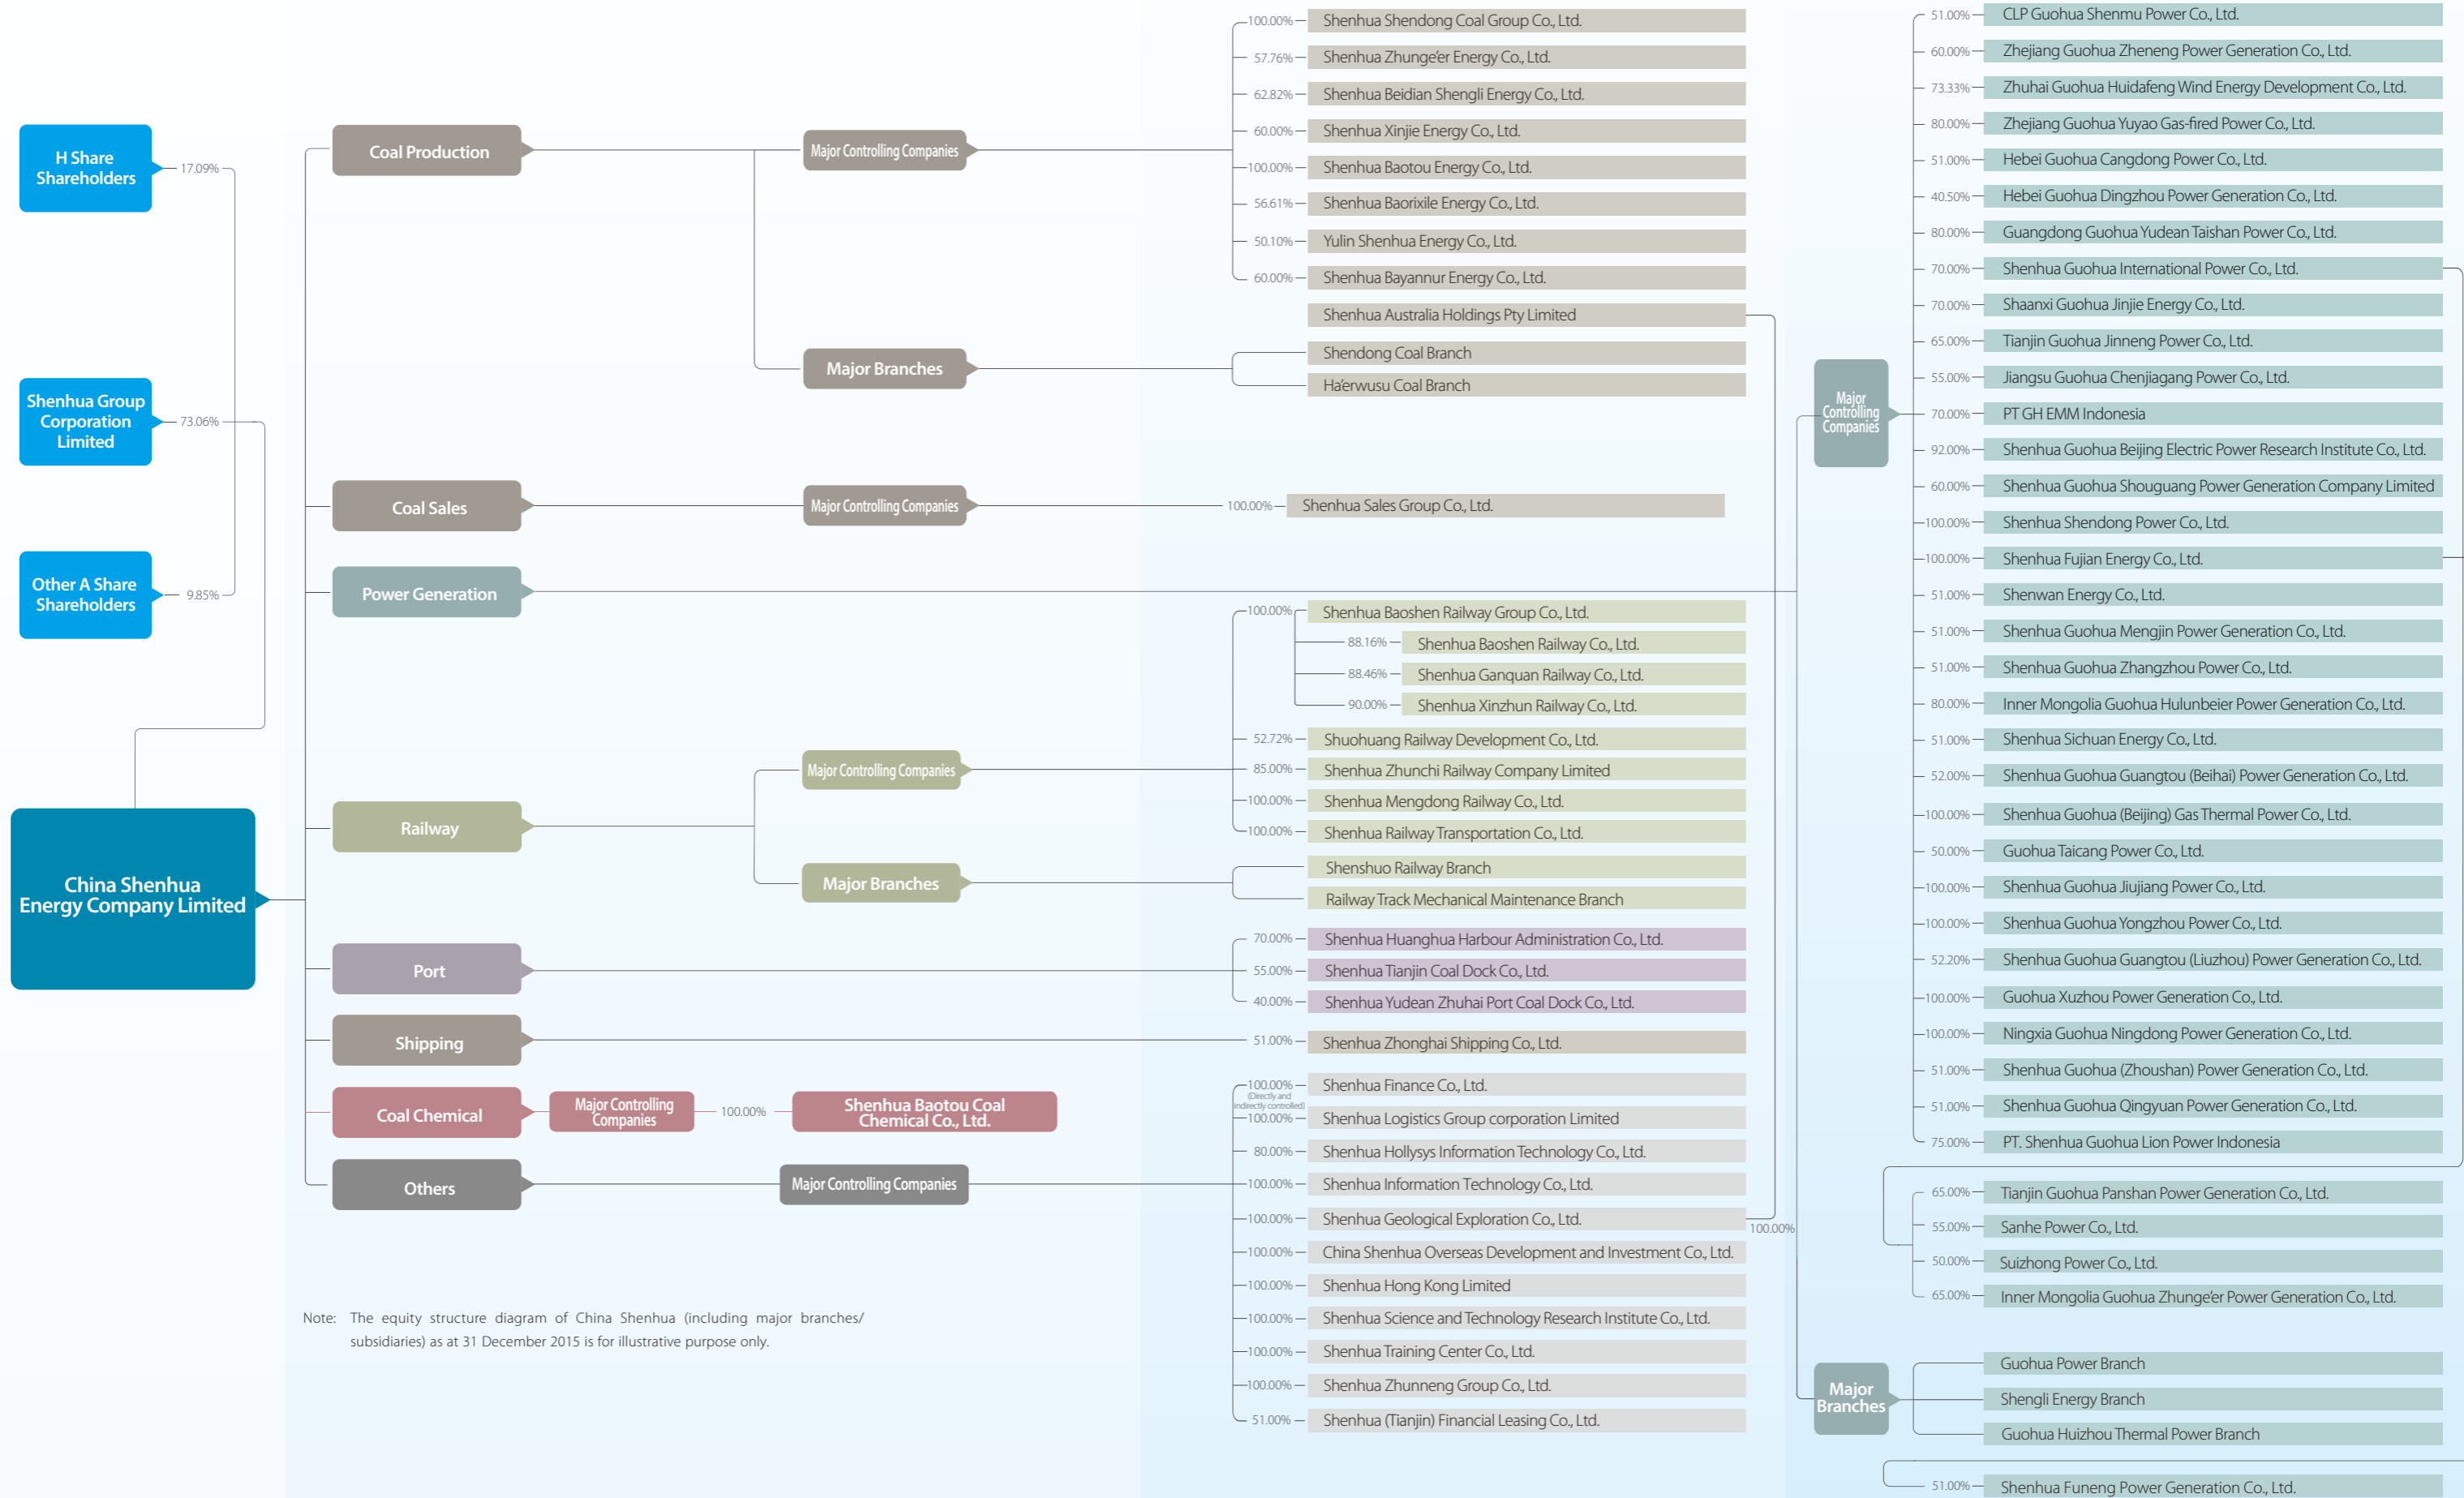 H Share
Shareholders
17.09%
Shenhua Group
Corporation
Limited
73.06%
Other A Share
Shareholders
9.85%
China Shenhua
Energy Company Limited
Coal Production
Major Controlling Companies
100.00%
Shenhua Shendong Coal Group Co., Ltd.
57.76%
Shenhua Zhunge'er Energy Co., Ltd.
62.82%
Shenhua Beidian Shengli Energy Co., Ltd.
60.00%
Shenhua Xinjie Energy Co., Ltd.
100.00%
Shenhua Baotou Energy Co., Ltd.
56.61%
Shenhua Baorixile Energy Co., Ltd.
50.10%
Yulin Shenhua Energy Co., Ltd.
60.00%
Shenhua Bayannur Energy Co., Ltd.
Shenhua Australia Holdings Pty Limited
Major Branches
Shendong Coal Branch
Ha'erwusu Coal Branch
Coal Sales
Major Controlling Companies
100.00%
Shenhua Sales Group Co., Ltd.
Power Generation
Railway
Major Controlling Companies
100.00%
Shenhua Baoshen Railway Group Co., Ltd.
88.16%
Shenhua Baoshen Railway Co., Ltd.
88.46%
Shenhua Ganquan Railway Co., Ltd.
90.00%
Shenhua Xinzhun Railway Co., Ltd.
52.72%
Shuohuang Railway Development Co., Ltd.
85.00%
Shenhua Zhunchi Railway Company Limited
100.00%
Shenhua Mengdong Railway Co., Ltd.
100.00%
Shenhua Railway Transportation Co., Ltd.
Major Branches
Shenshuo Railway Branch
Railway Track Mechanical Maintenance Branch
Port
70.00%
Shenhua Huanghua Harbour Administration Co., Ltd.
55.00%
Shenhua Tianjin Coal Dock Co., Ltd.
40.00%
Shenhua Yudean Zhuhai Port Coal Dock Co., Ltd.
Shipping
51.00%
Shenhua Zhonghai Shipping Co., Ltd.
Coal Chemical
Major Controlling
Companies
100.00%
Shenhua Baotou Coal
Chemical Co., Ltd.
Others
Major Controlling Companies
100.00%
(Directly and
indirectly controlled)
Shenhua Finance Co., Ltd.
100.00%
Shenhua Logistics Group corporation Limited
80.00%
Shenhua Hollysys Information Technology Co., Ltd.
100.00%
Shenhua Information Technology Co., Ltd.
100.00%
Shenhua Geological Exploration Co., Ltd.
100.00%
100.00%
China Shenhua Overseas Development and Investment Co., Ltd.
100.00%
Shenhua Hong Kong Limited
100.00%
Shenhua Science and Technology Research Institute Co., Ltd.
100.00%
Shenhua Training Center Co., Ltd.
100.00%
Shenhua Zhunneng Group Co., Ltd.
51.00%
Shenhua (Tianjin) Financial Leasing Co., Ltd.
Major
Controlling
Companies
51.00%
CLP Guohua Shenmu Power Co., Ltd.
60.00%
Zhejiang Guohua Zheneng Power Generation Co., Ltd.
73.33%
Zhuhai Guohua Huidafeng Wind Energy Development Co., Ltd.
80.00%
Zhejiang Guohua Yuyao Gas-fired Power Co., Ltd.
51.00%
Hebei Guohua Cangdong Power Co., Ltd.
40.50%
Hebei Guohua Dingzhou Power Generation Co., Ltd.
80.00%
Guangdong Guohua Yudean Taishan Power Co., Ltd.
70.00%
Shenhua Guohua International Power Co., Ltd.
70.00%
Shaanxi Guohua Jinjie Energy Co., Ltd.
65.00%
Tianjin Guohua Jinneng Power Co., Ltd.
55.00%
Jiangsu Guohua Chenjiagang Power Co., Ltd.
70.00%
PT GH EMM Indonesia
92.00%
Shenhua Guohua Beijing Electric Power Research Institute Co., Ltd.
60.00%
Shenhua Guohua Shouguang Power Generation Company Limited
100.00%
Shenhua Shendong Power Co., Ltd.
100.00%
Shenhua Fujian Energy Co., Ltd.
51.00%
Shenwan Energy Co., Ltd.
51.00%
Shenhua Guohua Mengjin Power Generation Co., Ltd.
51.00%
Shenhua Guohua Zhangzhou Power Co., Ltd.
80.00%
Inner Mongolia Guohua Hulunbeier Power Generation Co., Ltd.
51.00%
Shenhua Sichuan Energy Co., Ltd.
52.00%
Shenhua Guohua Guangtou (Beihai) Power Generation Co., Ltd.
100.00%
Shenhua Guohua (Beijing) Gas Thermal Power Co., Ltd.
50.00%
Guohua Taicang Power Co., Ltd.
100.00%
Shenhua Guohua Jiujiang Power Co., Ltd.
100.00%
Shenhua Guohua Yongzhou Power Co., Ltd.
52.20%
Shenhua Guohua Guangtou (Liuzhou) Power Generation Co., Ltd.
100.00%
Guohua Xuzhou Power Generation Co., Ltd.
100.00%
Ningxia Guohua Ningdong Power Generation Co., Ltd.
51.00%
Shenhua Guohua (Zhoushan) Power Generation Co., Ltd.
51.00%
Shenhua Guohua Qingyuan Power Generation Co., Ltd.
75.00%
PT. Shenhua Guohua Lion Power Indonesia
65.00%
Tianjin Guohua Panshan Power Generation Co., Ltd.
55.00%
Sanhe Power Co., Ltd.
50.00%
Suizhong Power Co., Ltd.
65.00%
Inner Mongolia Guohua Zhunge'er Power Generation Co., Ltd.
Major
Branches
Guohua Power Branch
Shengli Energy Branch
Guohua Huizhou Thermal Power Branch
51.00%
Shenhua Funeng Power Generation Co., Ltd.
Note: The equity structure diagram of China Shenhua (including major branches/
subsidiaries) as at 31 December 2015 is for illustrative purpose only.